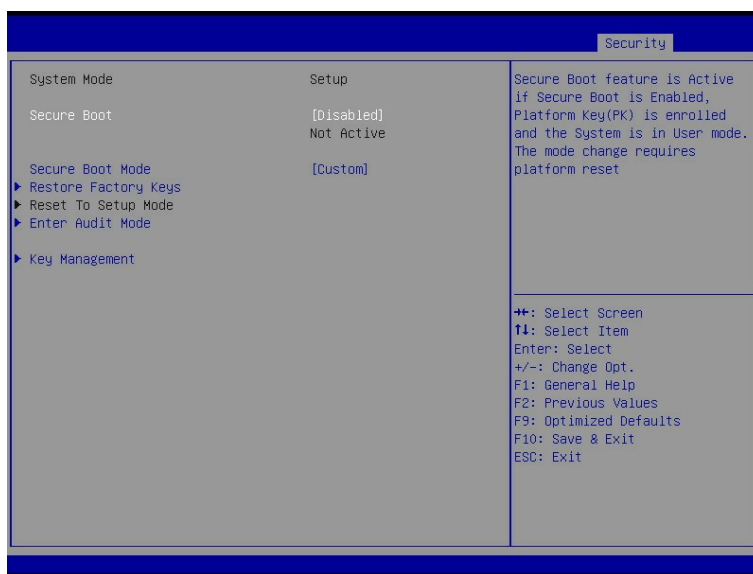 Security
System Mode Setup
Secure Boot [Disabled]
Not Active
Secure Boot Mode [Custom]
Restore Factory Keys
Reset To Setup Mode
Enter Audit Mode
Key Management
Secure Boot feature is Active
if Secure Boot is Enabled,
Platform Key(PK) is enrolled
and the System is in User mode.
The mode change requires
platform reset
→←: Select Screen
↑↓: Select Item
Enter: Select
+/-: Change Opt.
F1: General Help
F2: Previous Values
F9: Optimized Defaults
F10: Save & Exit
ESC: Exit